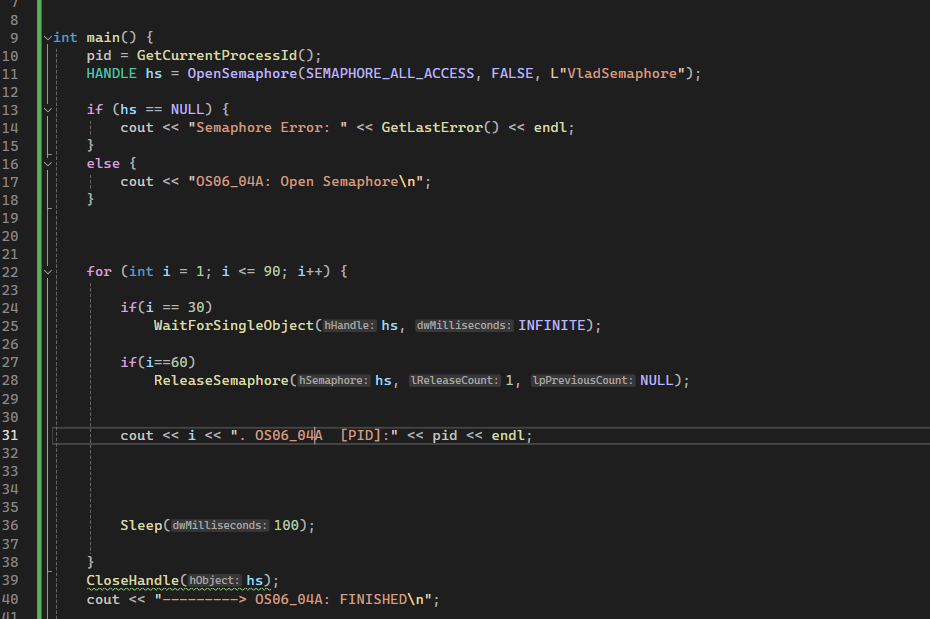 7
8
9 int main() {
10 pid = GetCurrentProcessId();
11 HANDLE hs = OpenSemaphore(SEMAPHORE_ALL_ACCESS, FALSE, L"VladSemaphore");
12
13 if (hs == NULL) {
14 cout << "Semaphore Error: " << GetLastError() << endl;
15 }
16 else {
17 cout << "OS06_04A: Open Semaphore\n";
18 }
19
20
21
22 for (int i = 1; i <= 90; i++) {
23
24 if(i == 30)
25 WaitForSingleObject(hHandle: hs, dwMilliseconds: INFINITE);
26
27 if(i==60)
28 ReleaseSemaphore(hSemaphore: hs, lReleaseCount: 1, lpPreviousCount: NULL);
29
30
31 cout << i << ". OS06_04A  [PID]:" << pid << endl;
32
33
34
35
36 Sleep(dwMilliseconds: 100);
37
38 }
39 CloseHandle(hObject: hs);
40 cout << "---------> OS06_04A: FINISHED\n";
41